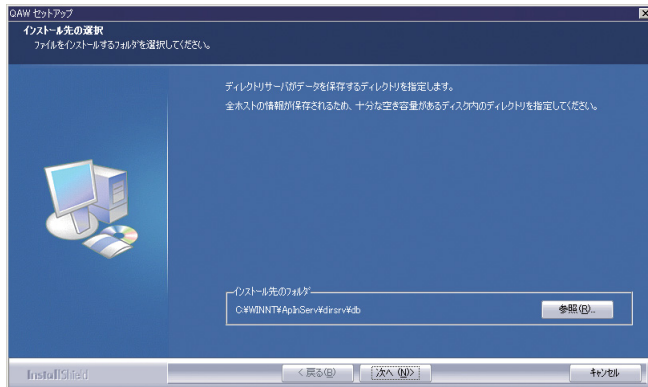 QAW セットアップ
インストール先の選択
ファイルをインストールするフォルダを選択してください。
ディレクトリサーバがデータを保存するディレクトリを指定します。
全ホストの情報が保存されるため、十分な空き容量があるディスク内のディレクトリを指定してください。
インストール先のフォルダ
C:¥WINNT¥ApInServ¥dirsrv¥db
参照(R)...
InstallShield
< 戻る(B)
次へ (N)>
キャンセル